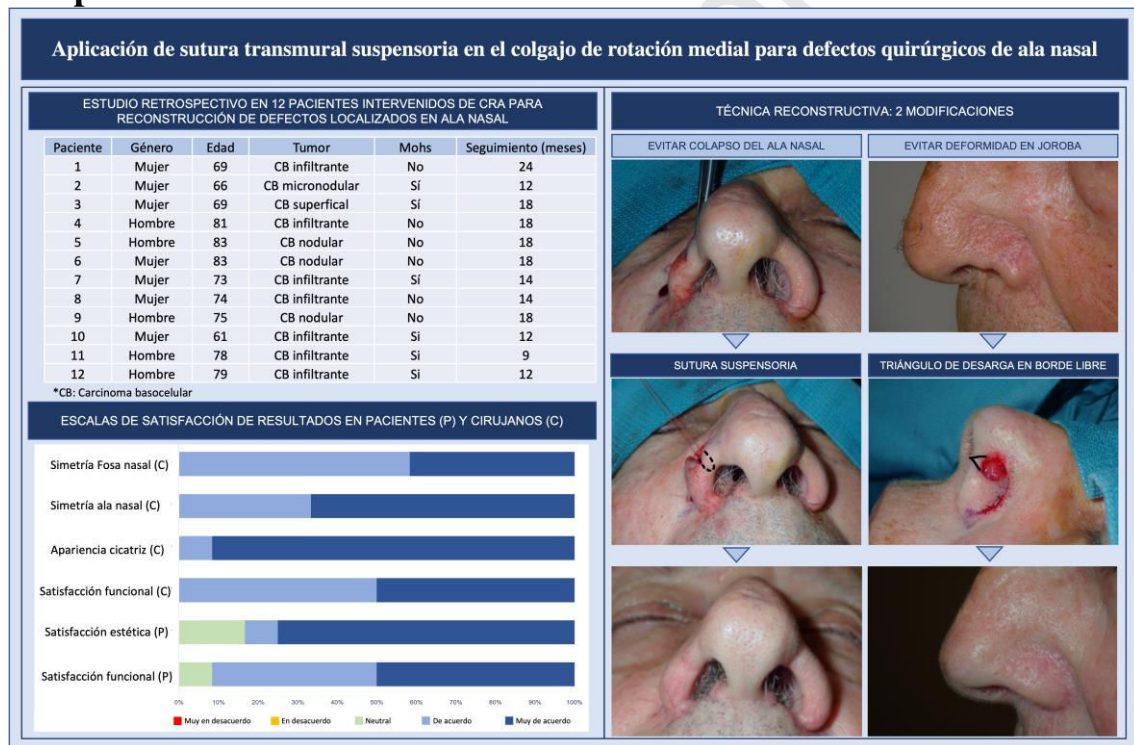 Aplicación de sutura transmural suspensoria en el colgajo de rotación medial para defectos quirúrgicos de ala nasal
ESTUDIO RETROSPECTIVO EN 12 PACIENTES INTERVENIDOS DE CRA PARA
RECONSTRUCCIÓN DE DEFECTOS LOCALIZADOS EN ALA NASAL
Paciente Género Edad Tumor Mohs Seguimiento (meses)
1 Mujer 69 CB infiltrante No 24
2 Mujer 66 CB micronodular Sí 12
3 Mujer 69 CB superfical Sí 18
4 Hombre 81 CB infiltrante No 18
5 Hombre 83 CB nodular No 18
6 Mujer 83 CB nodular No 18
7 Mujer 73 CB infiltrante Sí 14
8 Mujer 74 CB infiltrante No 14
9 Hombre 75 CB nodular No 18
10 Mujer 61 CB infiltrante Si 12
11 Hombre 78 CB infiltrante Si 9
12 Hombre 79 CB infiltrante Si 12
*CB: Carcinoma basocelular
ESCALAS DE SATISFACCIÓN DE RESULTADOS EN PACIENTES (P) Y CIRUJANOS (C)
Simetría Fosa nasal (C)
Simetría ala nasal (C)
Apariencia cicatriz (C)
Satisfacción funcional (C)
Satisfacción estética (P)
Satisfacción funcional (P)
0% 10% 20% 30% 40% 50% 60% 70% 80% 90% 100%
Muy en desacuerdo En desacuerdo Neutral De acuerdo Muy de acuerdo
TÉCNICA RECONSTRUCTIVA: 2 MODIFICACIONES
EVITAR COLAPSO DEL ALA NASAL
EVITAR DEFORMIDAD EN JOROBA
SUTURA SUSPENSORIA
TRIÁNGULO DE DESARGA EN BORDE LIBRE